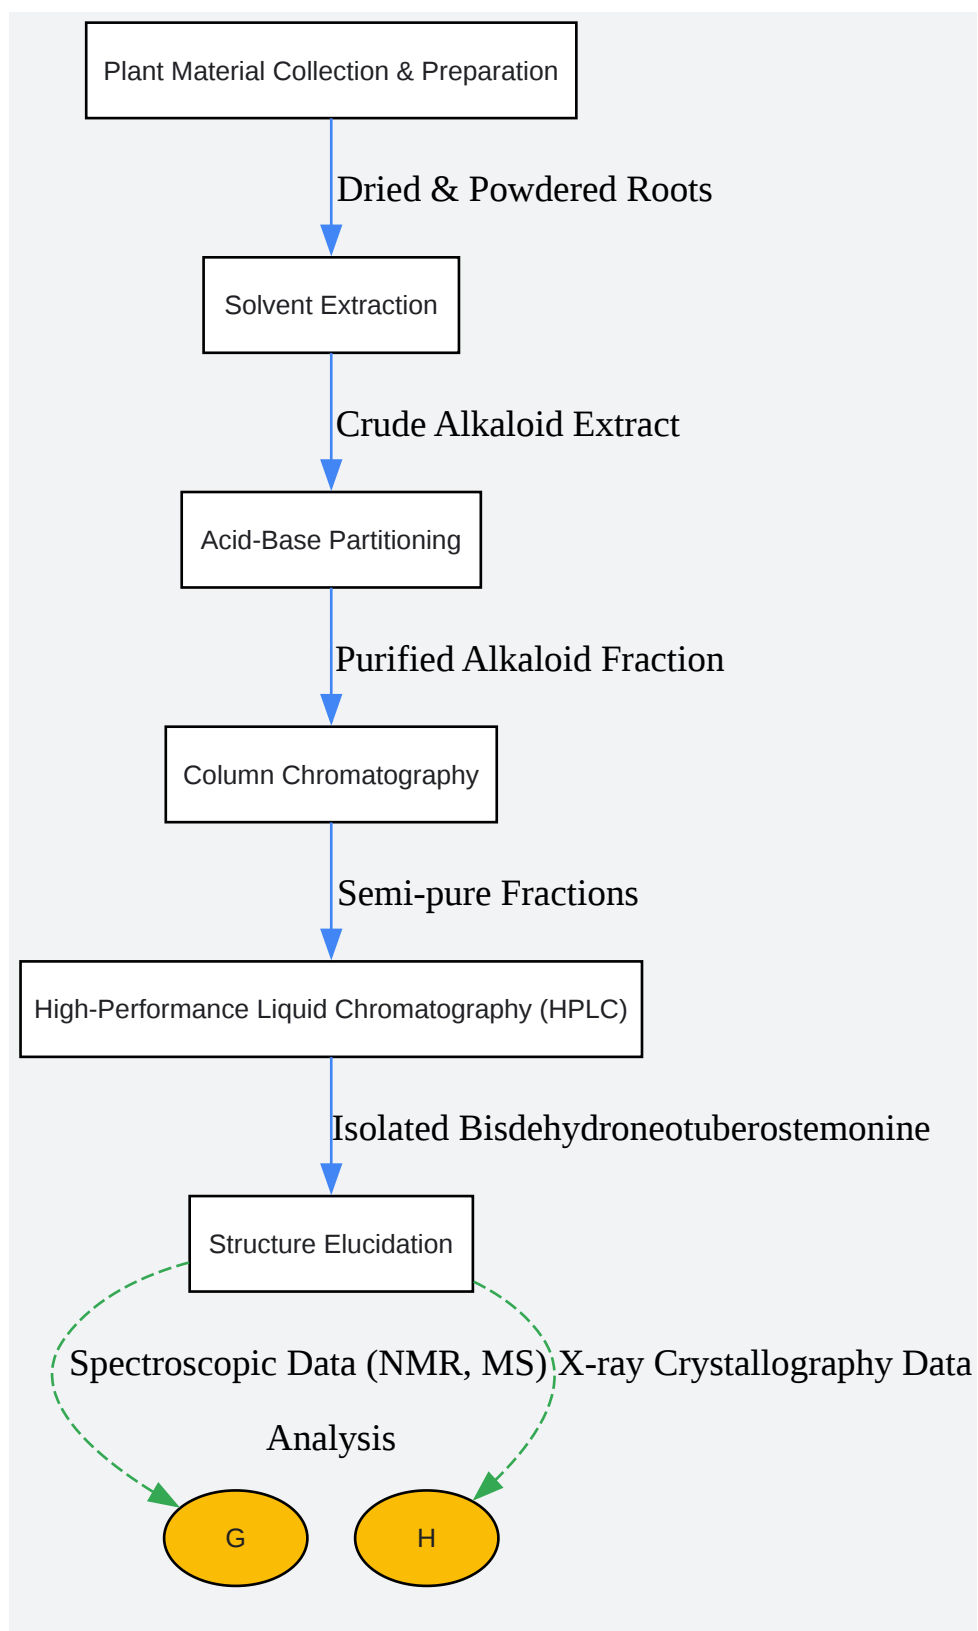 Plant Material Collection & Preparation
Dried & Powdered Roots
Solvent Extraction
Crude Alkaloid Extract
Acid-Base Partitioning
Purified Alkaloid Fraction
Column Chromatography
Semi-pure Fractions
High-Performance Liquid Chromatography (HPLC)
Isolated Bisdehydroneotuberostemonine
Structure Elucidation
Spectroscopic Data (NMR, MS)
X-ray Crystallography Data
Analysis
G
H